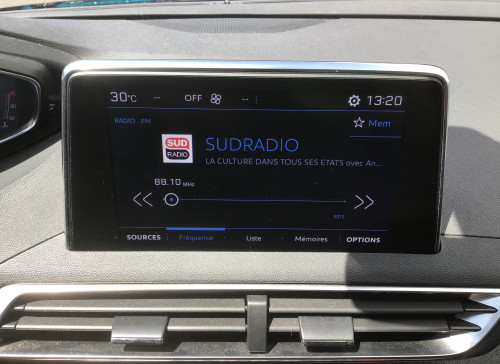 30°C -- OFF -- 13:20
RADIO . FM
Mem
SUD
RADIO
SUDRADIO
LA CULTURE DANS TOUS SES ETATS avec An...
88.10 MHz
RDS
SOURCES Fréquence Liste Mémoires OPTIONS